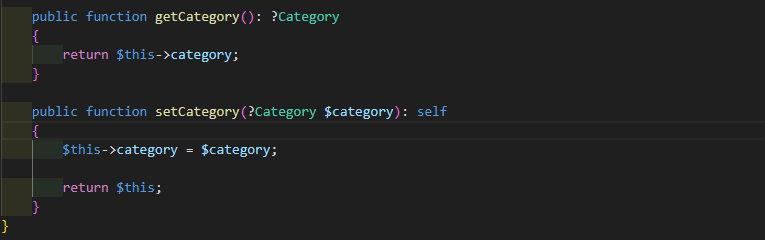 public function getCategory(): ?Category
{
return $this->category;
}
public function setCategory(?Category $category): self
{
$this->category = $category;
return $this;
}
}